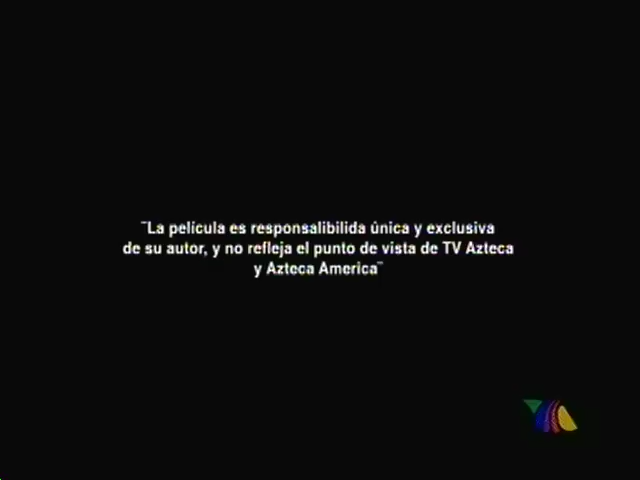 ¨La película es responsalibilida única y exclusiva
de su autor, y no refleja el punto de vista de TV Azteca
y Azteca America¨